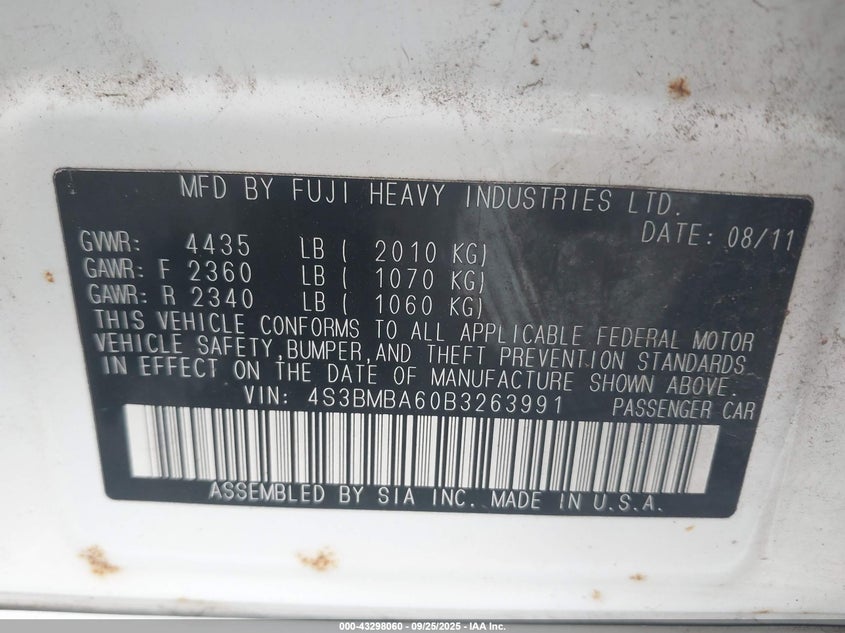 MFD BY FUJI HEAVY INDUSTRIES LTD.
DATE: 08/11
GVWR: 4435 LB ( 2010 KG)
GAWR: F 2360 LB ( 1070 KG)
GAWR: R 2340 LB ( 1060 KG)
THIS VEHICLE CONFORMS TO ALL APPLICABLE FEDERAL MOTOR
VEHICLE SAFETY,BUMPER,AND THEFT PREVENTION STANDARDS
IN EFFECT ON THE DATE OF MANUFACTURE SHOWN ABOVE.
VIN: 4S3BMBA60B3263991 PASSENGER CAR
ASSEMBLED BY SIA INC. MADE IN U.S.A.
000-43298060 - 09/25/2025 - IAA Inc.